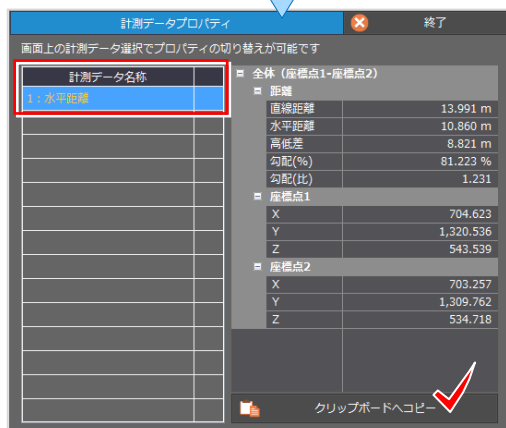 計測データプロパティ
終了
画面上の計測データ選択でプロパティの切り替えが可能です
計測データ名称
1：水平距離
全体（座標点1-座標点2）
距離
直線距離 13.991 m
水平距離 10.860 m
高低差 8.821 m
勾配(%) 81.223 %
勾配(比) 1.231
座標点1
X 704.623
Y 1,320.536
Z 543.539
座標点2
X 703.257
Y 1,309.762
Z 534.718
クリップボードへコピー